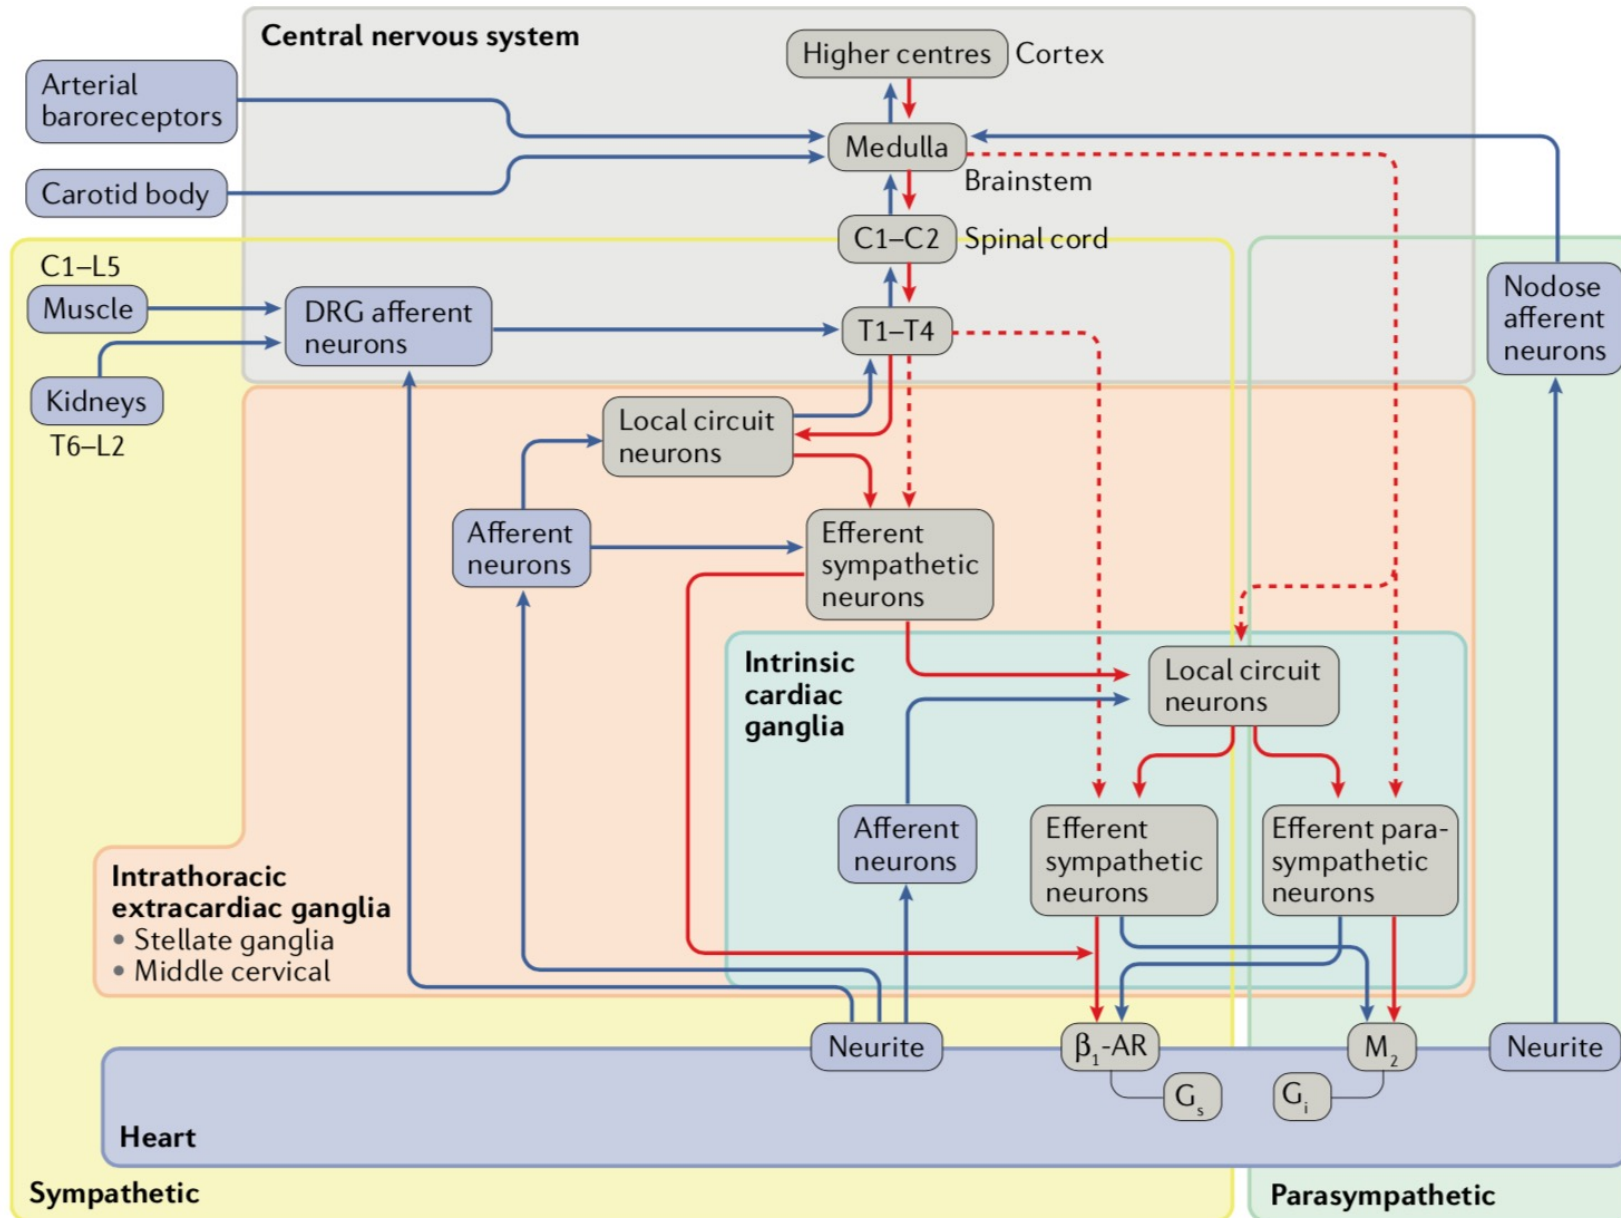 Central nervous system
Higher centres
Cortex
Arterial
baroreceptors
Medulla
Brainstem
Carotid body
C1–C2
Spinal cord
C1–L5
Muscle
DRG afferent
neurons
T1–T4
Nodose
afferent
neurons
Kidneys
T6–L2
Local circuit
neurons
Afferent
neurons
Efferent
sympathetic
neurons
Intrinsic
cardiac
ganglia
Local circuit
neurons
Afferent
neurons
Efferent
sympathetic
neurons
Efferent para-
sympathetic
neurons
Intrathoracic
extracardiac ganglia
• Stellate ganglia
• Middle cervical
Neurite
β₁-AR
M₂
Neurite
Gₛ
Gᵢ
Heart
Sympathetic
Parasympathetic